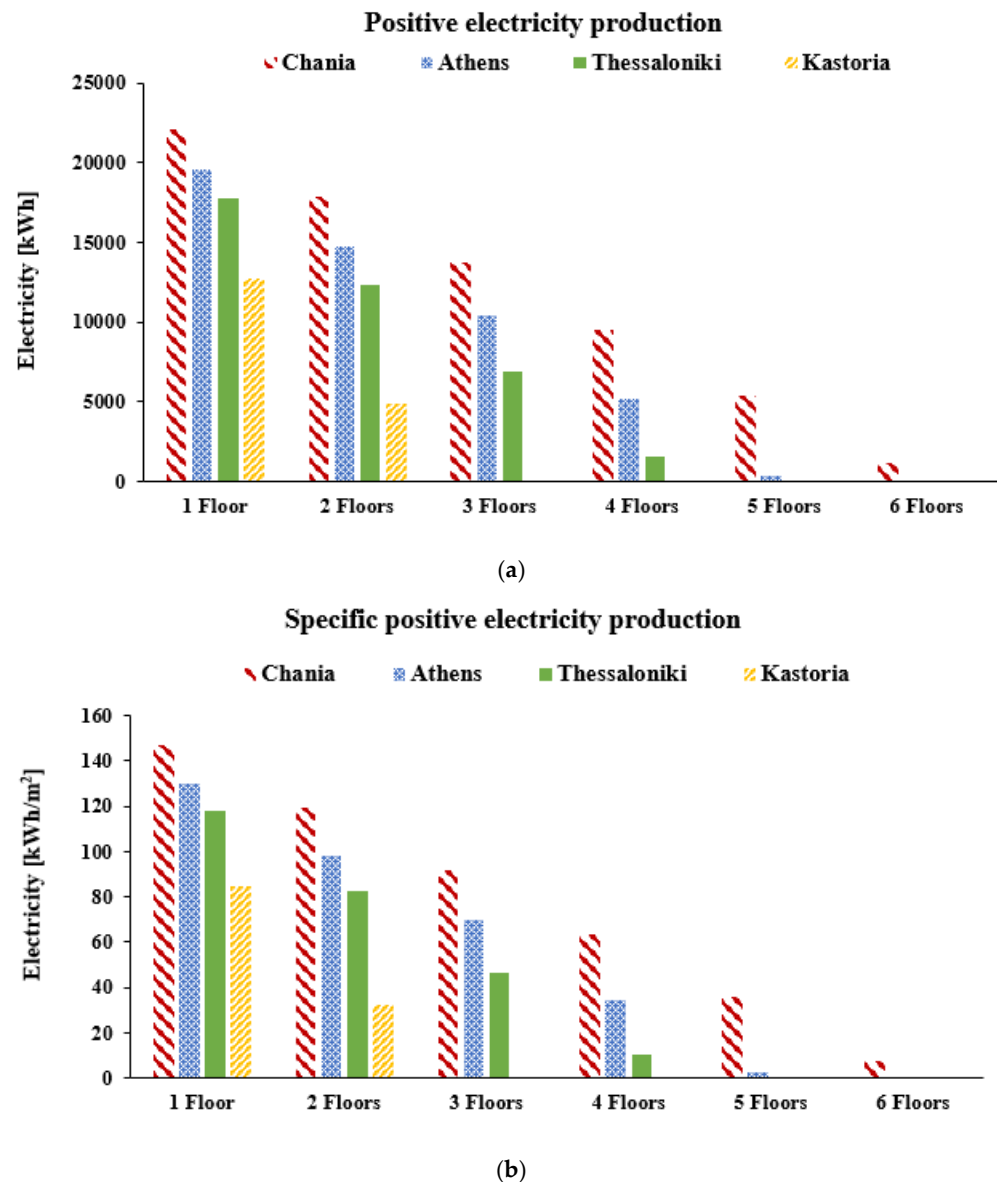 Positive electricity production
Chania Athens Thessaloniki Kastoria
25000
20000
15000
10000
5000
0
Electricity [kWh]
1 Floor 2 Floors 3 Floors 4 Floors 5 Floors 6 Floors
(a)
Specific positive electricity production
Chania Athens Thessaloniki Kastoria
160
140
120
100
80
60
40
20
0
Electricity [kWh/m²]
1 Floor 2 Floors 3 Floors 4 Floors 5 Floors 6 Floors
(b)